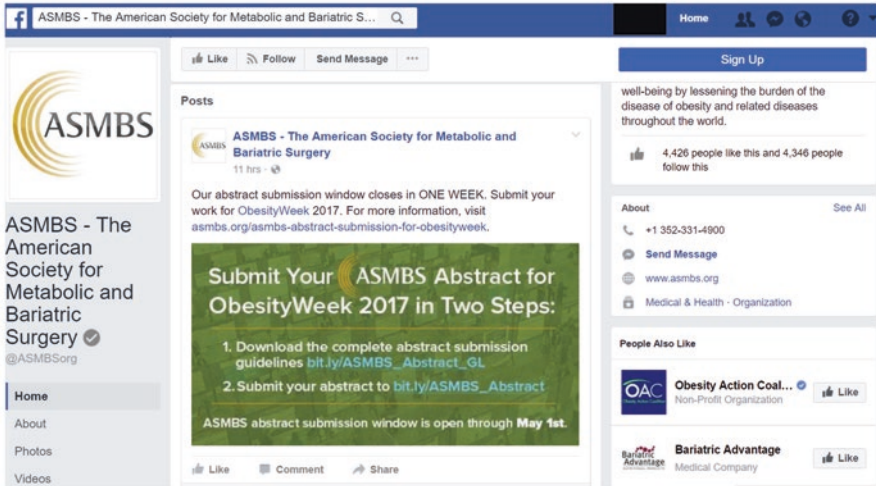 ASMBS - The American Society for Metabolic and Bariatric S...
Home
ASMBS
ASMBS - The
American
Society for
Metabolic and
Bariatric
Surgery
@ASMBSorg
Home
About
Photos
Videos
Like
Follow
Send Message
...
Posts
ASMBS
ASMBS - The American Society for Metabolic and
Bariatric Surgery
11 hrs ·
Our abstract submission window closes in ONE WEEK. Submit your
work for ObesityWeek 2017. For more information, visit
asmbs.org/asmbs-abstract-submission-for-obesityweek.
Submit Your ASMBS Abstract for
ObesityWeek 2017 in Two Steps:
1. Download the complete abstract submission
guidelines bit.ly/ASMBS_Abstract_GL
2. Submit your abstract to bit.ly/ASMBS_Abstract
ASMBS abstract submission window is open through May 1st.
Like
Comment
Share
Sign Up
well-being by lessening the burden of the
disease of obesity and related diseases
throughout the world.
4,426 people like this and 4,346 people
follow this
About
See All
+1 352-331-4900
Send Message
www.asmbs.org
Medical & Health · Organization
People Also Like
OAC
Obesity Action Coalition
Obesity Action Coal...
Non-Profit Organization
Like
Bariatric
Advantage
Bariatric Advantage
Medical Company
Like